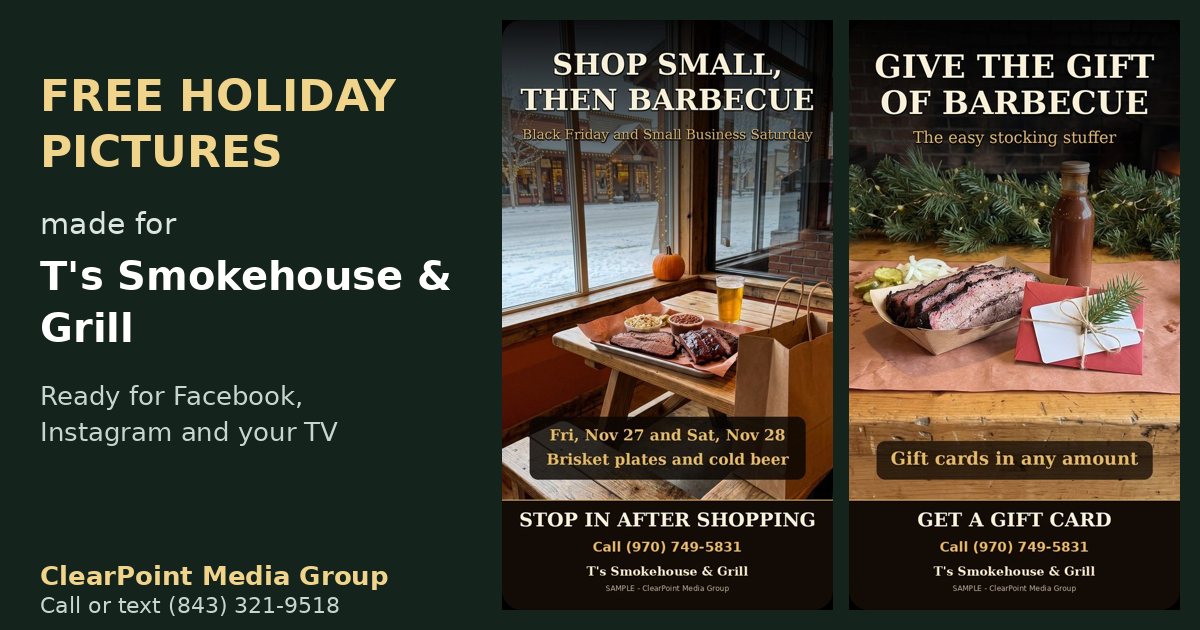 FREE HOLIDAY
PICTURES
made for
T's Smokehouse &
Grill
Ready for Facebook,
Instagram and your TV
ClearPoint Media Group
Call or text (843) 321-9518
SHOP SMALL,
THEN BARBECUE
Black Friday and Small Business Saturday
Fri, Nov 27 and Sat, Nov 28
Brisket plates and cold beer
STOP IN AFTER SHOPPING
Call (970) 749-5831
T's Smokehouse & Grill
SAMPLE - ClearPoint Media Group
GIVE THE GIFT
OF BARBECUE
The easy stocking stuffer
Gift cards in any amount
GET A GIFT CARD
Call (970) 749-5831
T's Smokehouse & Grill
SAMPLE - ClearPoint Media Group